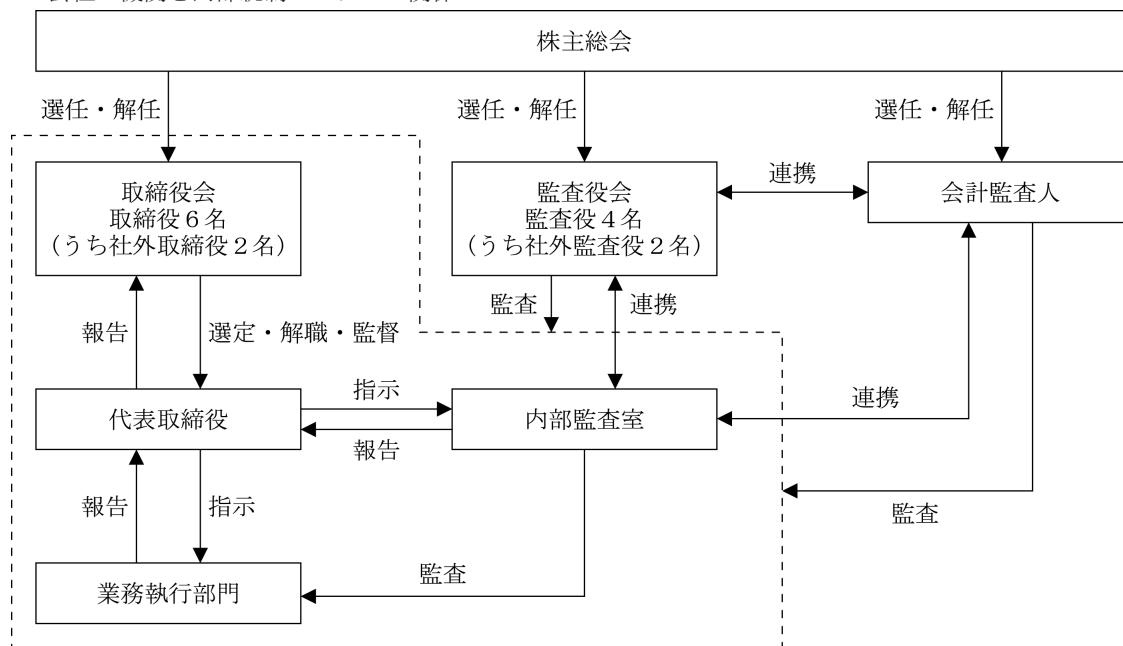 株主総会
選任・解任
選任・解任
選任・解任
取締役会
取締役6名
(うち社外取締役2名)
監査役会
監査役4名
(うち社外監査役2名)
連携
会計監査人
報告
選定・解職・監督
監査
連携
代表取締役
指示
報告
内部監査室
連携
報告
指示
監査
業務執行部門
監査